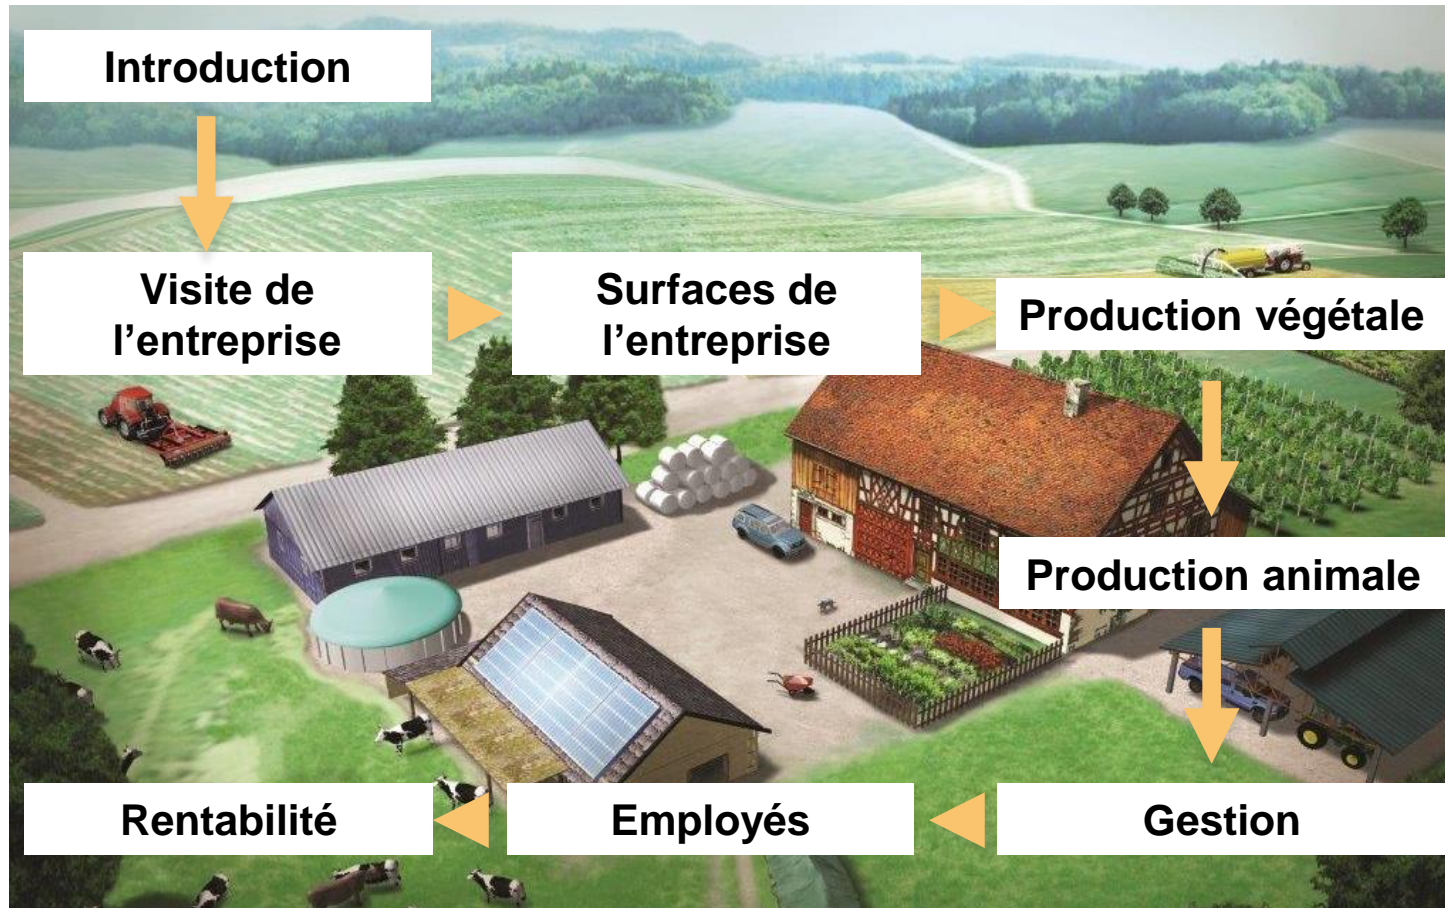 Introduction
Visite de
l’entreprise
Surfaces de
l’entreprise
Production végétale
Production animale
Gestion
Employés
Rentabilité